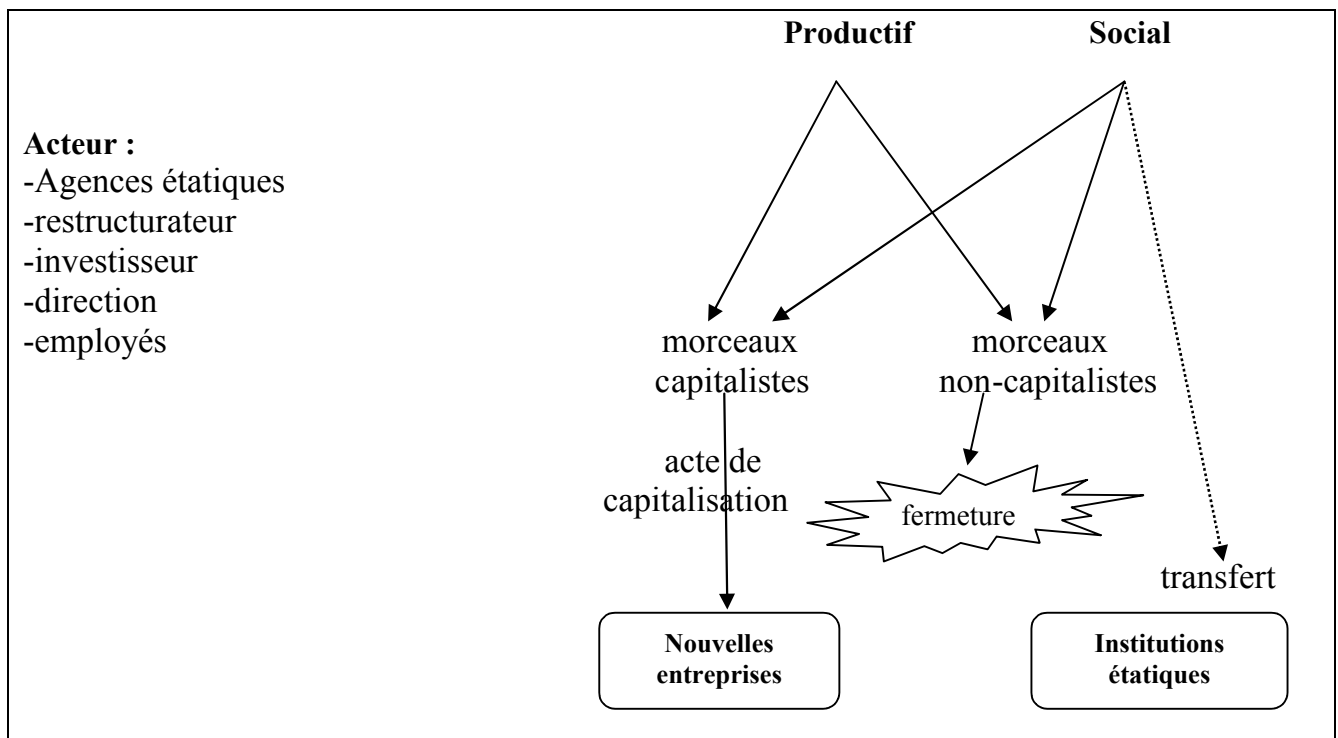 Productif
Social
Acteur :
-Agences étatiques
-restructurateur
-investisseur
-direction
-employés
morceaux
capitalistes
morceaux
non-capitalistes
acte de
capitalisation
fermeture
transfert
Nouvelles
entreprises
Institutions
étatiques